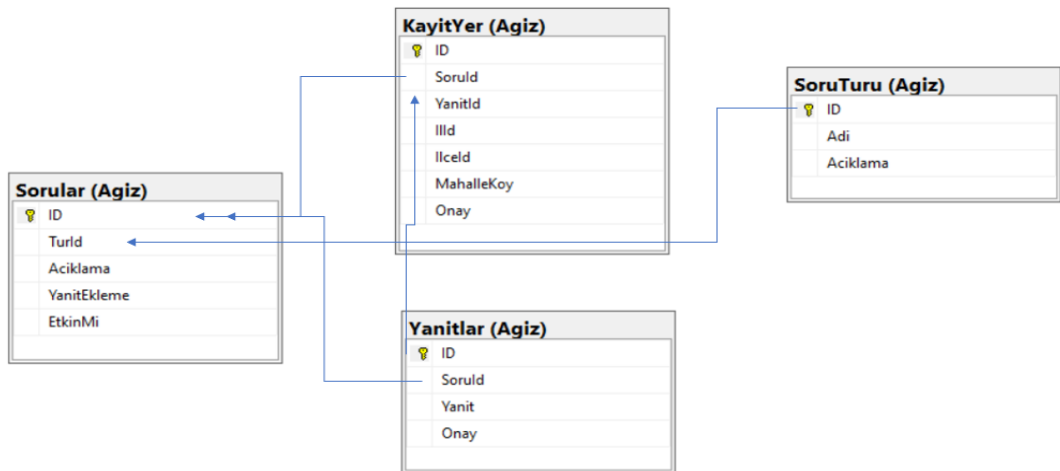 KayitYer (Agiz)
ID
SoruId
YanitId
IlId
IlceId
MahalleKoy
Onay
SoruTuru (Agiz)
ID
Adi
Aciklama
Sorular (Agiz)
ID
TurId
Aciklama
YanitEkleme
EtkinMi
Yanitlar (Agiz)
ID
SoruId
Yanit
Onay